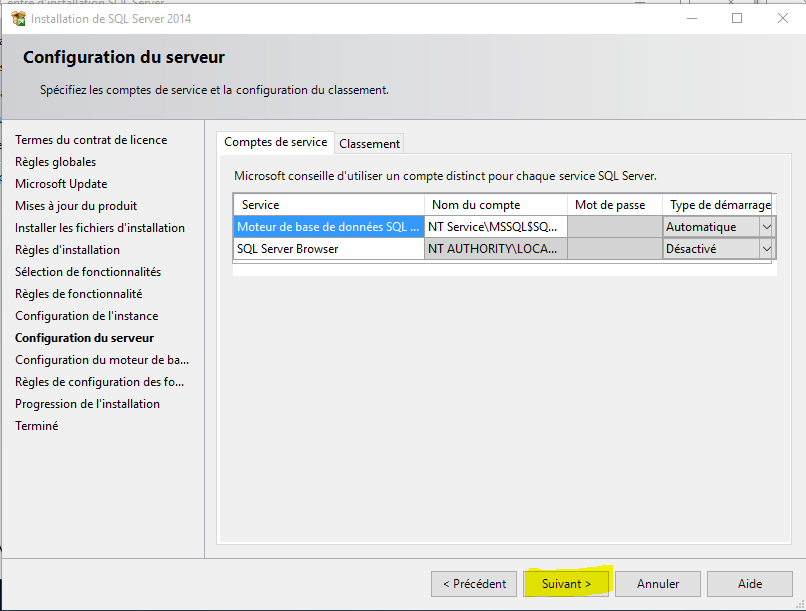 Installation de SQL Server 2014
Configuration du serveur
Spécifiez les comptes de service et la configuration du classement.
Termes du contrat de licence
Règles globales
Microsoft Update
Mises à jour du produit
Installer les fichiers d'installation
Règles d'installation
Sélection de fonctionnalités
Règles de fonctionnalité
Configuration de l'instance
Configuration du serveur
Configuration du moteur de ba...
Règles de configuration des fo...
Progression de l'installation
Terminé
Comptes de service Classement
Microsoft conseille d'utiliser un compte distinct pour chaque service SQL Server.
Service Nom du compte Mot de passe Type de démarrage
Moteur de base de données SQL ... NT Service\MSSQL$SQ... Automatique
SQL Server Browser NT AUTHORITY\LOCA... Désactivé
< Précédent Suivant > Annuler Aide